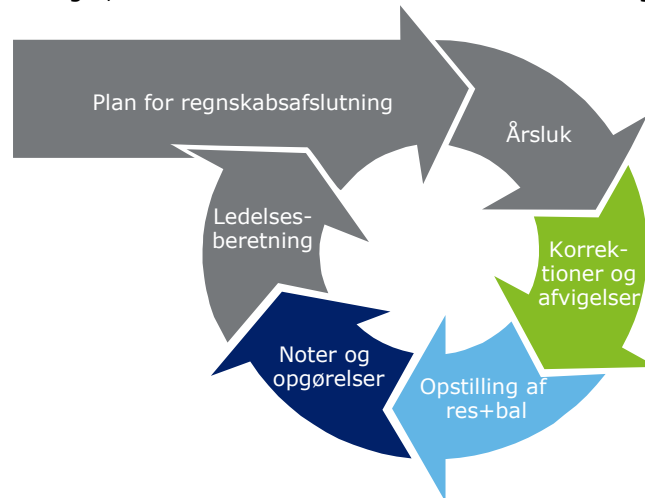 Plan for regnskabsafslutning
Årsluk
Korrek-
tioner og
afvigelser
Opstilling af
res+bal
Noter og
opgørelser
Ledelses-
beretning